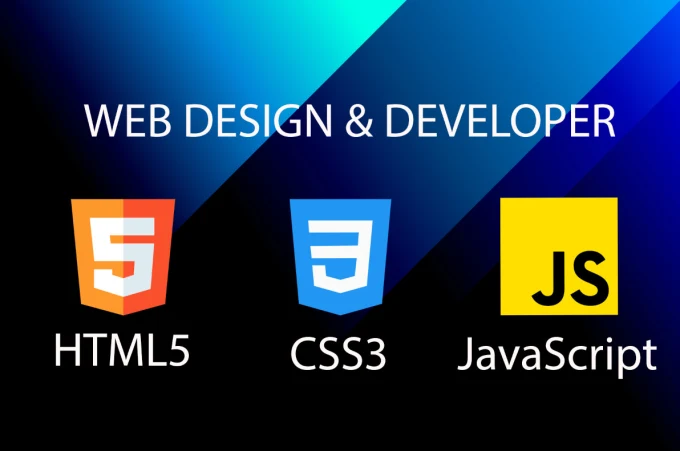 WEB DESIGN & DEVELOPER
5
3
JS
HTML5
CSS3
JavaScript